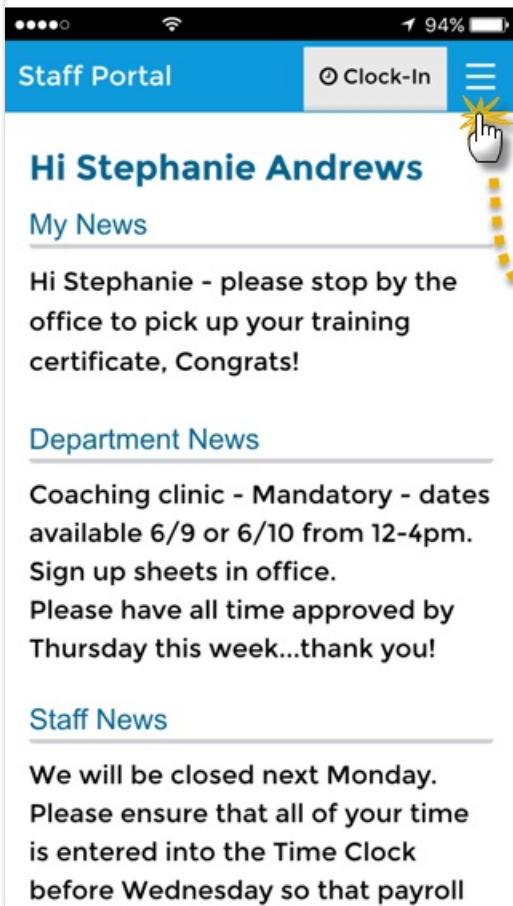 94%
Staff Portal
Clock-In
Hi Stephanie Andrews
My News
Hi Stephanie - please stop by the
office to pick up your training
certificate, Congrats!
Department News
Coaching clinic - Mandatory - dates
available 6/9 or 6/10 from 12-4pm.
Sign up sheets in office.
Please have all time approved by
Thursday this week...thank you!
Staff News
We will be closed next Monday.
Please ensure that all of your time
is entered into the Time Clock
before Wednesday so that payroll